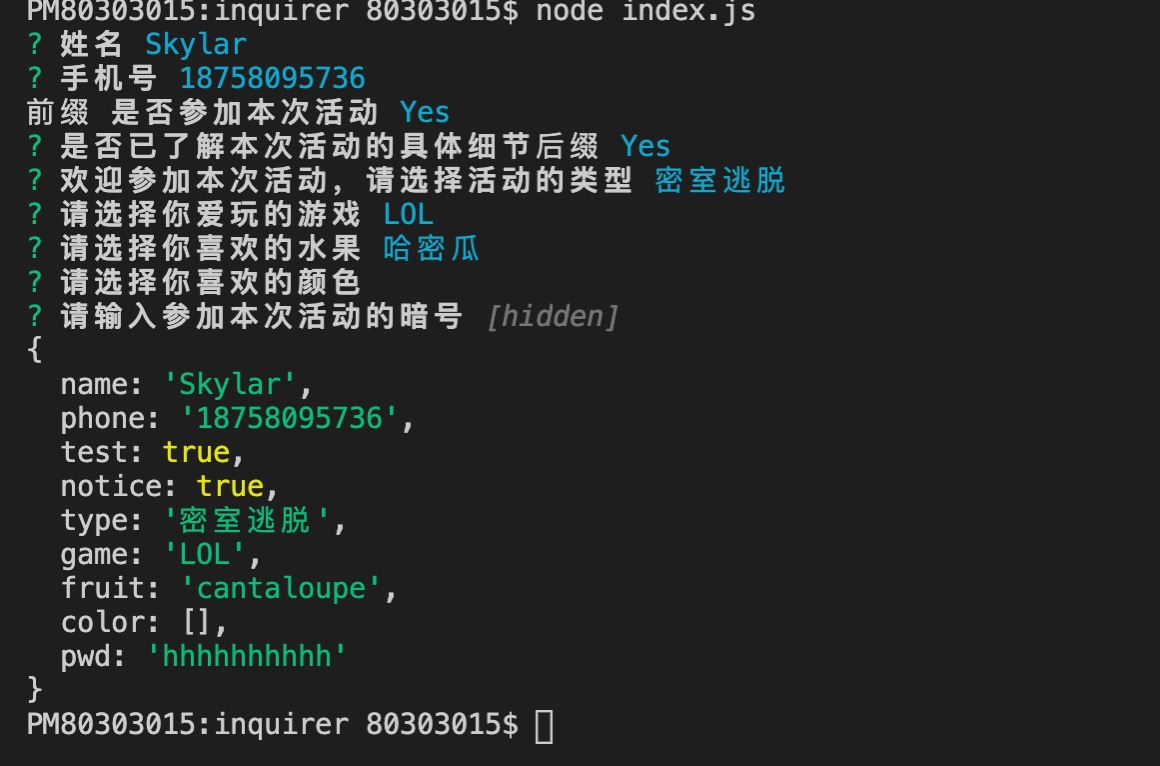 PM80303015:inquirer 80303015$ node index.js
? 姓名 Skylar
? 手机号 18758095736
前缀 是否参加本次活动 Yes
? 是否已了解本次活动的具体细节后缀 Yes
? 欢迎参加本次活动，请选择活动的类型 密室逃脱
? 请选择你爱玩的游戏 LOL
? 请选择你喜欢的水果 哈密瓜
? 请选择你喜欢的颜色
? 请输入参加本次活动的暗号 [hidden]
{
  name: 'Skylar',
  phone: '18758095736',
  test: true,
  notice: true,
  type: '密室逃脱',
  game: 'LOL',
  fruit: 'cantaloupe',
  color: [],
  pwd: 'hhhhhhhhhh'
}
PM80303015:inquirer 80303015$